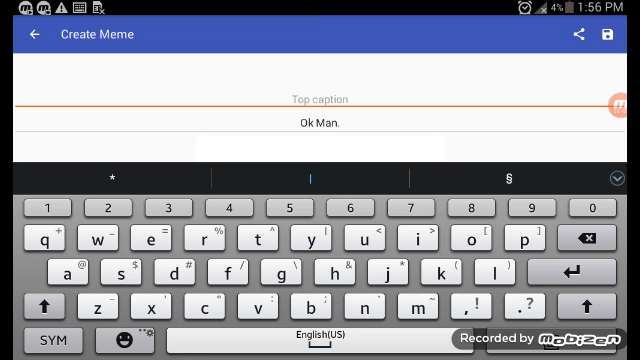 4% 1:56 PM
Create Meme
Top caption
Ok Man.
* | §
1 2 3 4 5 6 7 8 9 0
q + w _ e = r % t ^ y | u < i > o [ p ]
a @ s $ d # f / g \ h & j * k ( l )
z - x ' c " v : b ; n ` m ~ , ! . ?
SYM English(US)
Recorded by mobizen